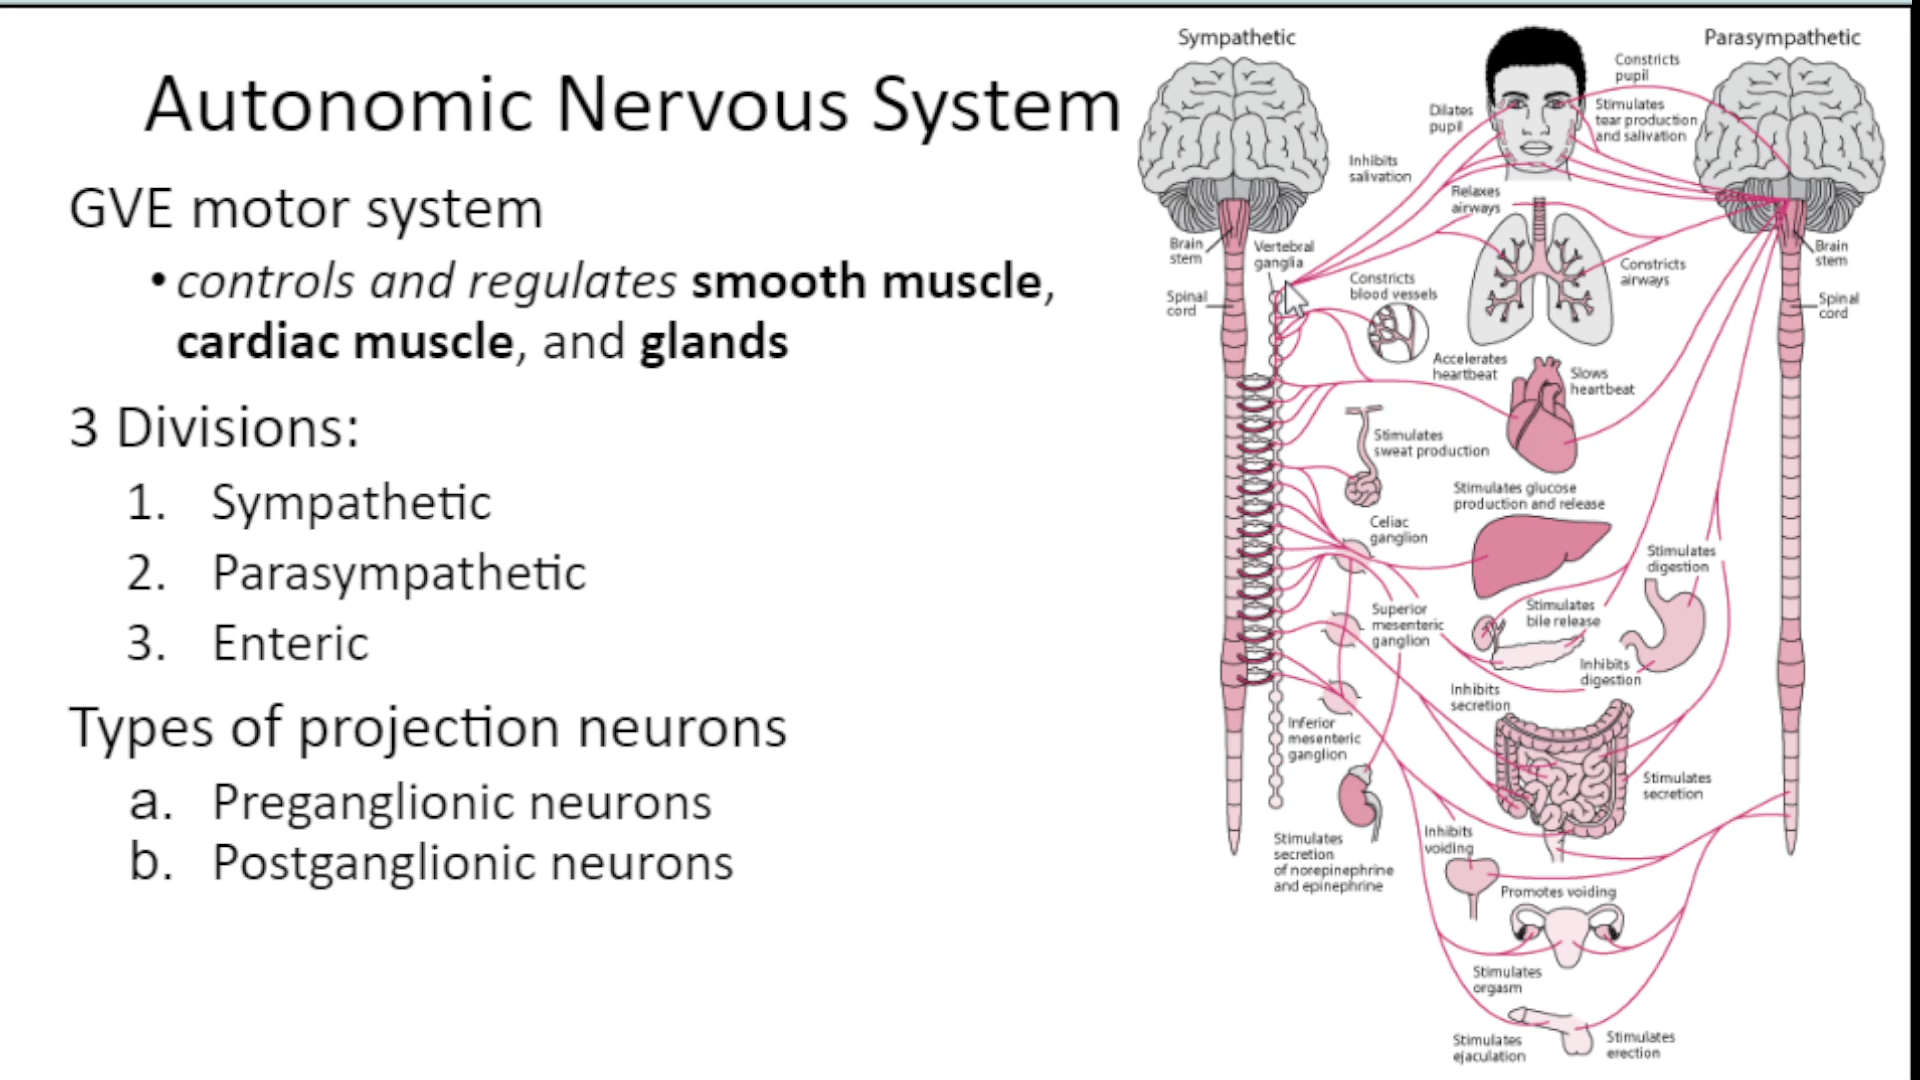 Autonomic Nervous System
GVE motor system
• controls and regulates smooth muscle,
cardiac muscle, and glands
3 Divisions:
1. Sympathetic
2. Parasympathetic
3. Enteric
Types of projection neurons
a. Preganglionic neurons
b. Postganglionic neurons
Sympathetic
Parasympathetic
Constricts
pupil
Dilates
pupil
Stimulates
tear production
and salivation
Inhibits
salivation
Relaxes
airways
Brain
stem
Vertebral
ganglia
Brain
stem
Constricts
airways
Constricts
blood vessels
Spinal
cord
Spinal
cord
Accelerates
heartbeat
Slows
heartbeat
Stimulates
sweat production
Stimulates glucose
production and release
Celiac
ganglion
Stimulates
digestion
Superior
mesenteric
ganglion
Stimulates
bile release
Inhibits
digestion
Inhibits
secretion
Inferior
mesenteric
ganglion
Stimulates
secretion
Stimulates
secretion
of norepinephrine
and epinephrine
Inhibits
voiding
Promotes voiding
Stimulates
orgasm
Stimulates
ejaculation
Stimulates
erection